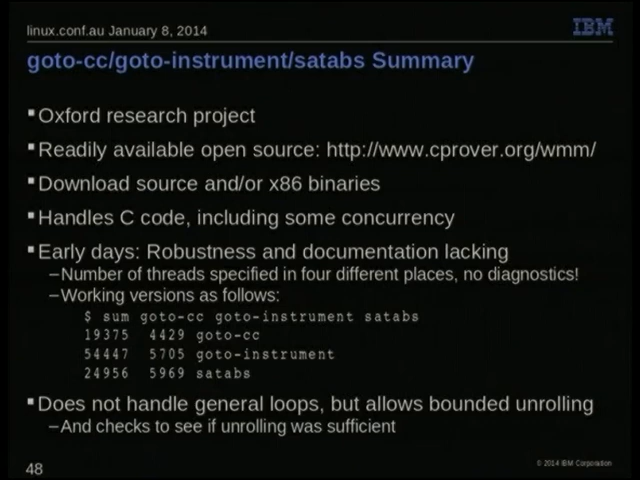 linux.conf.au January 8, 2014
IBM
goto-cc/goto-instrument/satabs Summary
▪Oxford research project
▪Readily available open source: http://www.cprover.org/wmm/
▪Download source and/or x86 binaries
▪Handles C code, including some concurrency
▪Early days: Robustness and documentation lacking
–Number of threads specified in four different places, no diagnostics!
–Working versions as follows:
$ sum goto-cc goto-instrument satabs
19375 4429 goto-cc
54447 5705 goto-instrument
24956 5969 satabs
▪Does not handle general loops, but allows bounded unrolling
–And checks to see if unrolling was sufficient
48
© 2014 IBM Corporation